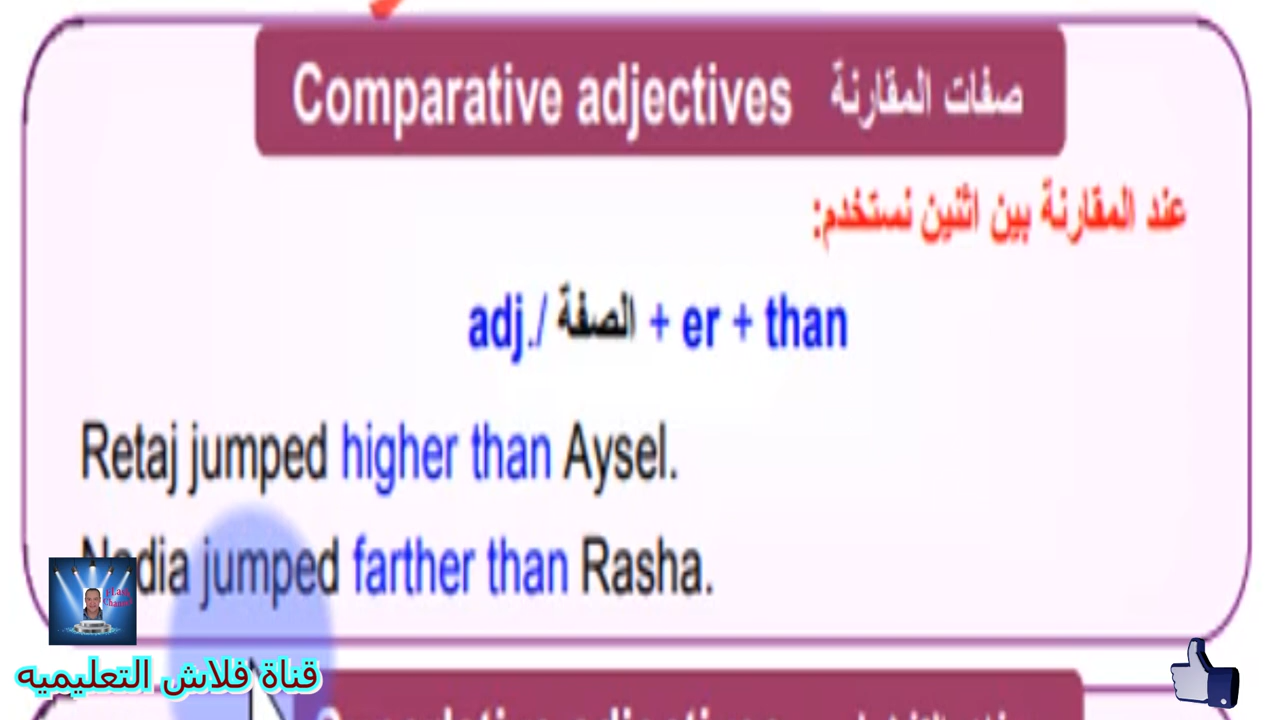 Comparative adjectives صفات المقارنة
عند المقارنة بين اثنين نستخدم:
adj./ الصفة + er + than
Retaj jumped higher than Aysel.
Nadia jumped farther than Rasha.
قناة فلاش التعليميه